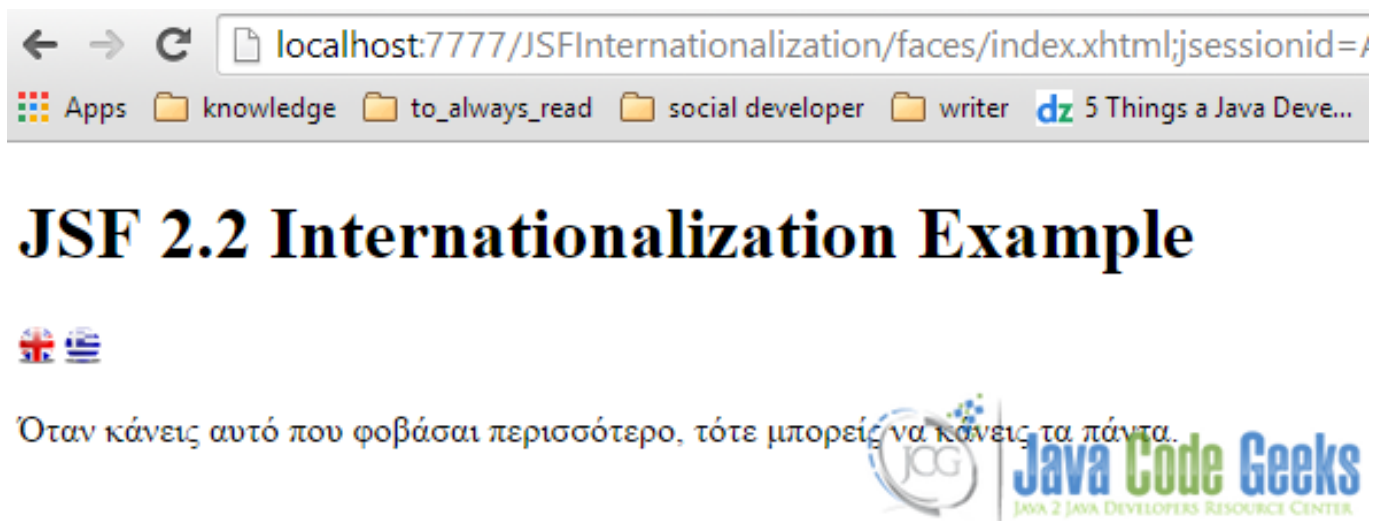 localhost:7777/JSFInternationalization/faces/index.xhtml;jsessionid=
Apps knowledge to_always_read social developer writer dz 5 Things a Java Deve...
JSF 2.2 Internationalization Example
Όταν κάνεις αυτό που φοβάσαι περισσότερο, τότε μπορείς να κάνεις τα πάντα.
JCG Java Code Geeks
JAVA 2 JAVA DEVELOPERS RESOURCE CENTER